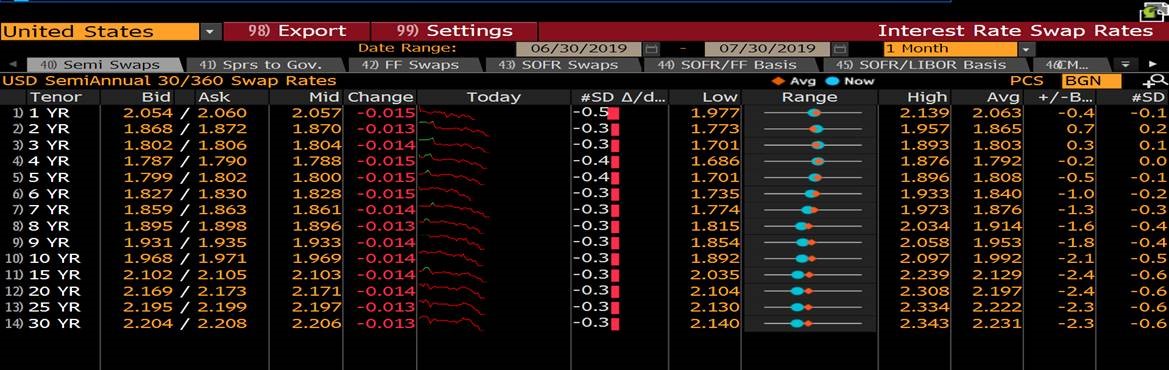 United States 98) Export 99) Settings Interest Rate Swap Rates
Date Range: 06/30/2019 - 07/30/2019 1 Month
40) Semi Swaps 41) Sprs to Gov. 42) FF Swaps 43) SOFR Swaps 44) SOFR/FF Basis 45) SOFR/LIBOR Basis
USD SemiAnnual 30/360 Swap Rates Avg Now PCS BGN
Tenor Bid Ask Mid Change Today #SD Δ/d... Low Range High Avg +/-B... #SD
1) 1 YR 2.054 / 2.060 2.057 -0.015 -0.5 1.977 2.139 2.063 -0.4 -0.1
2) 2 YR 1.868 / 1.872 1.870 -0.013 -0.3 1.773 1.957 1.865 0.7 0.2
3) 3 YR 1.802 / 1.806 1.804 -0.014 -0.3 1.701 1.893 1.803 0.3 0.1
4) 4 YR 1.787 / 1.790 1.788 -0.015 -0.4 1.686 1.876 1.792 -0.2 0.0
5) 5 YR 1.799 / 1.802 1.800 -0.015 -0.4 1.701 1.896 1.808 -0.5 -0.1
6) 6 YR 1.827 / 1.830 1.828 -0.015 -0.3 1.735 1.933 1.840 -1.0 -0.2
7) 7 YR 1.859 / 1.863 1.861 -0.014 -0.3 1.774 1.973 1.876 -1.3 -0.3
8) 8 YR 1.895 / 1.898 1.896 -0.014 -0.3 1.815 2.034 1.914 -1.6 -0.4
9) 9 YR 1.931 / 1.935 1.933 -0.014 -0.3 1.854 2.058 1.953 -1.8 -0.4
10) 10 YR 1.968 / 1.971 1.969 -0.014 -0.3 1.892 2.097 1.992 -2.1 -0.5
11) 15 YR 2.102 / 2.105 2.103 -0.014 -0.3 2.035 2.239 2.129 -2.4 -0.6
12) 20 YR 2.169 / 2.173 2.171 -0.014 -0.3 2.104 2.308 2.197 -2.4 -0.6
13) 25 YR 2.195 / 2.199 2.197 -0.013 -0.3 2.130 2.334 2.222 -2.3 -0.6
14) 30 YR 2.204 / 2.208 2.206 -0.013 -0.3 2.140 2.343 2.231 -2.3 -0.6